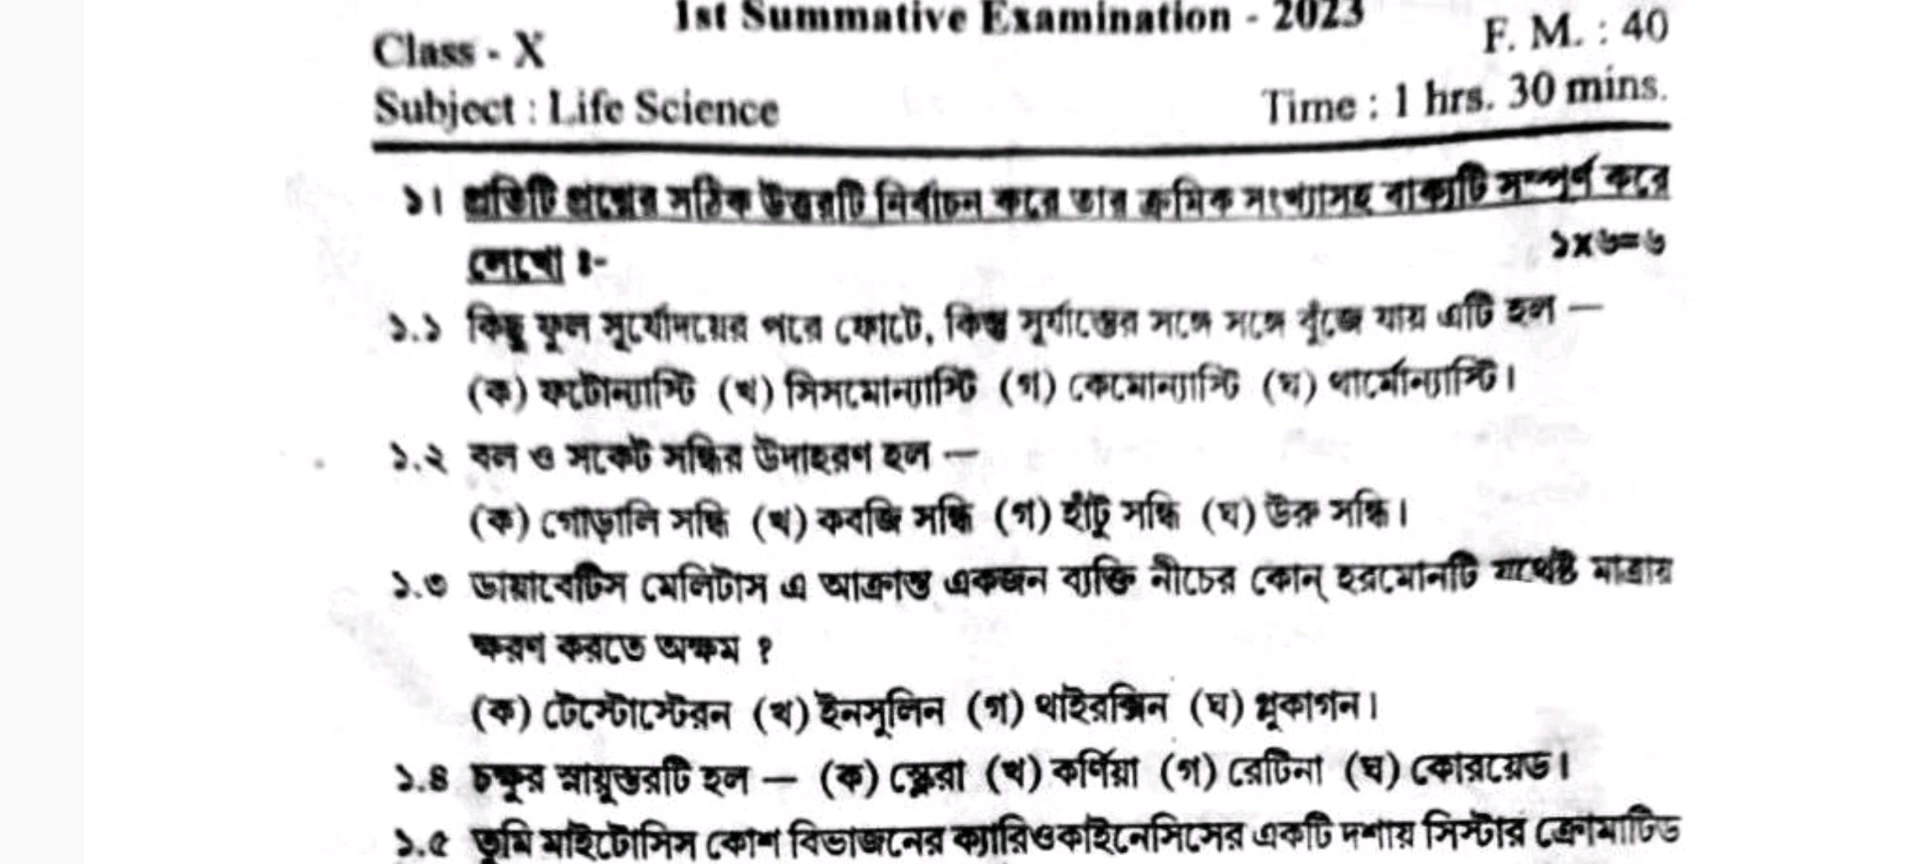 1st Summative Examination - 2023
Class - X
F. M. : 40
Subject : Life Science
Time : 1 hrs. 30 mins.
১। প্রতিটি প্রশ্নের সঠিক উত্তরটি নির্বাচন করে তার ক্রমিক সংখ্যাসহ বাক্যটি সম্পূর্ণ করে
লেখো ঃ-
১x৬=৬
১.১ কিছু ফুল সূর্যোদয়ের পরে ফোটে, কিন্তু সূর্যাস্তের সঙ্গে সঙ্গে বুঁজে যায় এটি হল —
(ক) ফটোন্যাস্টি (খ) সিসমোন্যাস্টি (গ) কেমোন্যাস্টি (ঘ) থার্মোন্যাস্টি।
১.২ বল ও সকেট সন্ধির উদাহরণ হল —
(ক) গোড়ালি সন্ধি (খ) কবজি সন্ধি (গ) হাঁটু সন্ধি (ঘ) উরু সন্ধি।
১.৩ ডায়াবেটিস মেলিটাস এ আক্রান্ত একজন ব্যক্তি নীচের কোন্ হরমোনটি যথেষ্ট মাত্রায়
ক্ষরণ করতে অক্ষম ?
(ক) টেস্টোস্টেরন (খ) ইনসুলিন (গ) থাইরক্সিন (ঘ) গ্লুকাগন।
১.৪ চক্ষুর স্নায়ুস্তরটি হল — (ক) স্ক্লেরা (খ) কর্ণিয়া (গ) রেটিনা (ঘ) কোরয়েড।
১.৫ তুমি মাইটোসিস কোশ বিভাজনের ক্যারিওকাইনেসিসের একটি দশায় সিস্টার ক্রোমাটিড